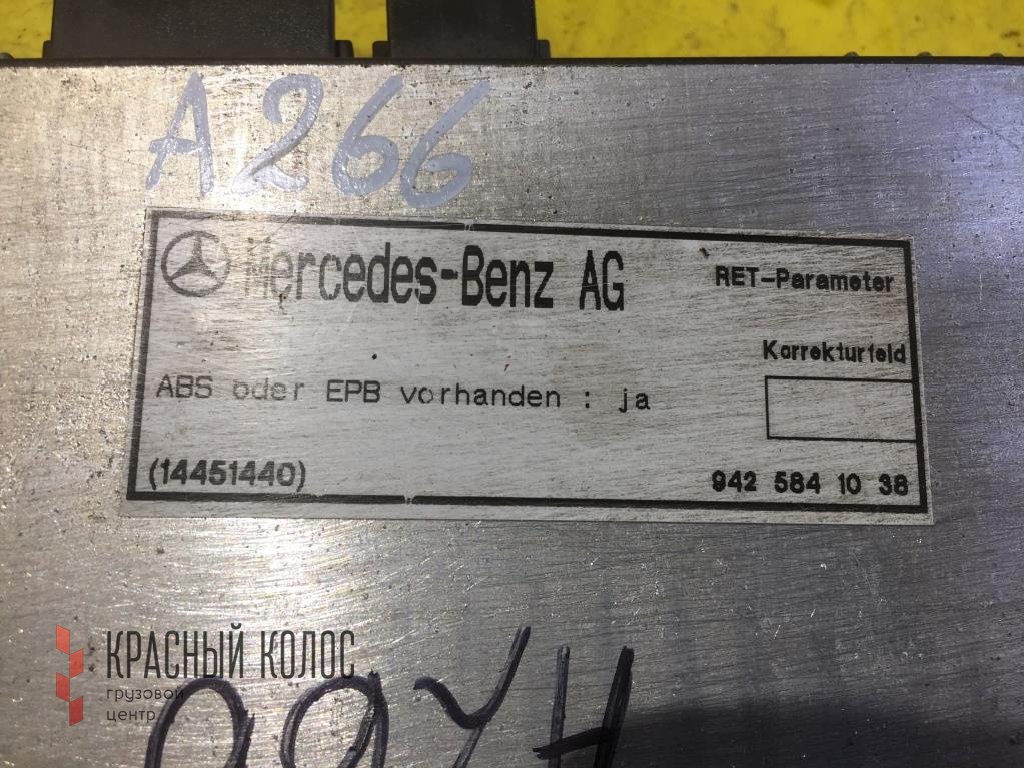 A266
Mercedes-Benz AG
RET-Parameter
Korrekturfeld
ABS oder EPB vorhanden : ja
(14451440)
942 584 10 38
КРАСНЫЙ КОЛОС
грузовой
центр